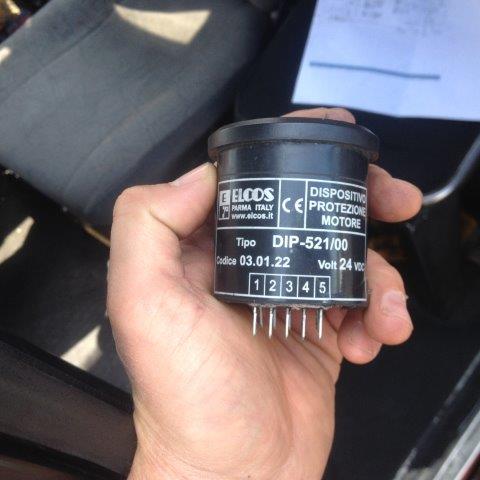 ELCOS
PARMA ITALY
www.elcos.it
CE
DISPOSITIVO
PROTEZIONE
MOTORE
Tipo DIP-521/00
Codice 03.01.22 Volt 24 VDC
1 2 3 4 5